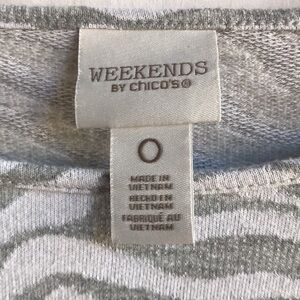 WEEKENDS
BY CHICO'S®
0
MADE IN
VIETNAM
HECHO EN
VIETNAM
FABRIQUÉ AU
VIETNAM